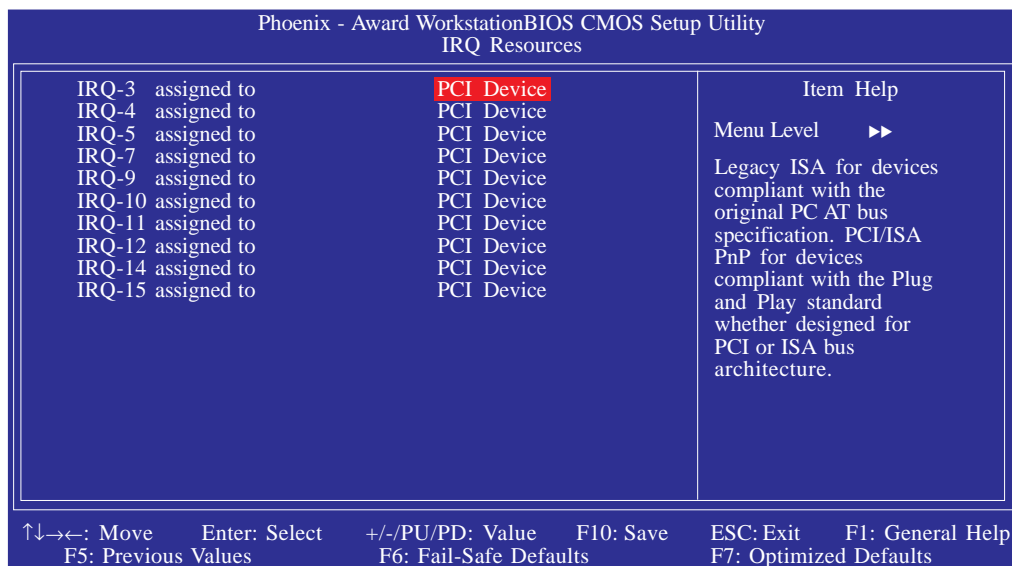 Phoenix - Award WorkstationBIOS CMOS Setup Utility
IRQ Resources
IRQ-3 assigned to PCI Device
IRQ-4 assigned to PCI Device
IRQ-5 assigned to PCI Device
IRQ-7 assigned to PCI Device
IRQ-9 assigned to PCI Device
IRQ-10 assigned to PCI Device
IRQ-11 assigned to PCI Device
IRQ-12 assigned to PCI Device
IRQ-14 assigned to PCI Device
IRQ-15 assigned to PCI Device
Item Help
Menu Level ▶▶
Legacy ISA for devices
compliant with the
original PC AT bus
specification. PCI/ISA
PnP for devices
compliant with the Plug
and Play standard
whether designed for
PCI or ISA bus
architecture.
↑↓→←: Move Enter: Select +/-/PU/PD: Value F10: Save ESC: Exit F1: General Help
F5: Previous Values F6: Fail-Safe Defaults F7: Optimized Defaults